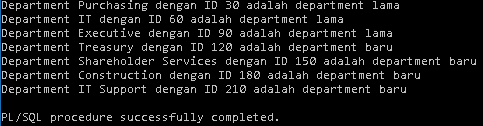 Department Purchasing dengan ID 30 adalah department lama
Department IT dengan ID 60 adalah department lama
Department Executive dengan ID 90 adalah department lama
Department Treasury dengan ID 120 adalah department baru
Department Shareholder Services dengan ID 150 adalah department baru
Department Construction dengan ID 180 adalah department baru
Department IT Support dengan ID 210 adalah department baru
PL/SQL procedure successfully completed.